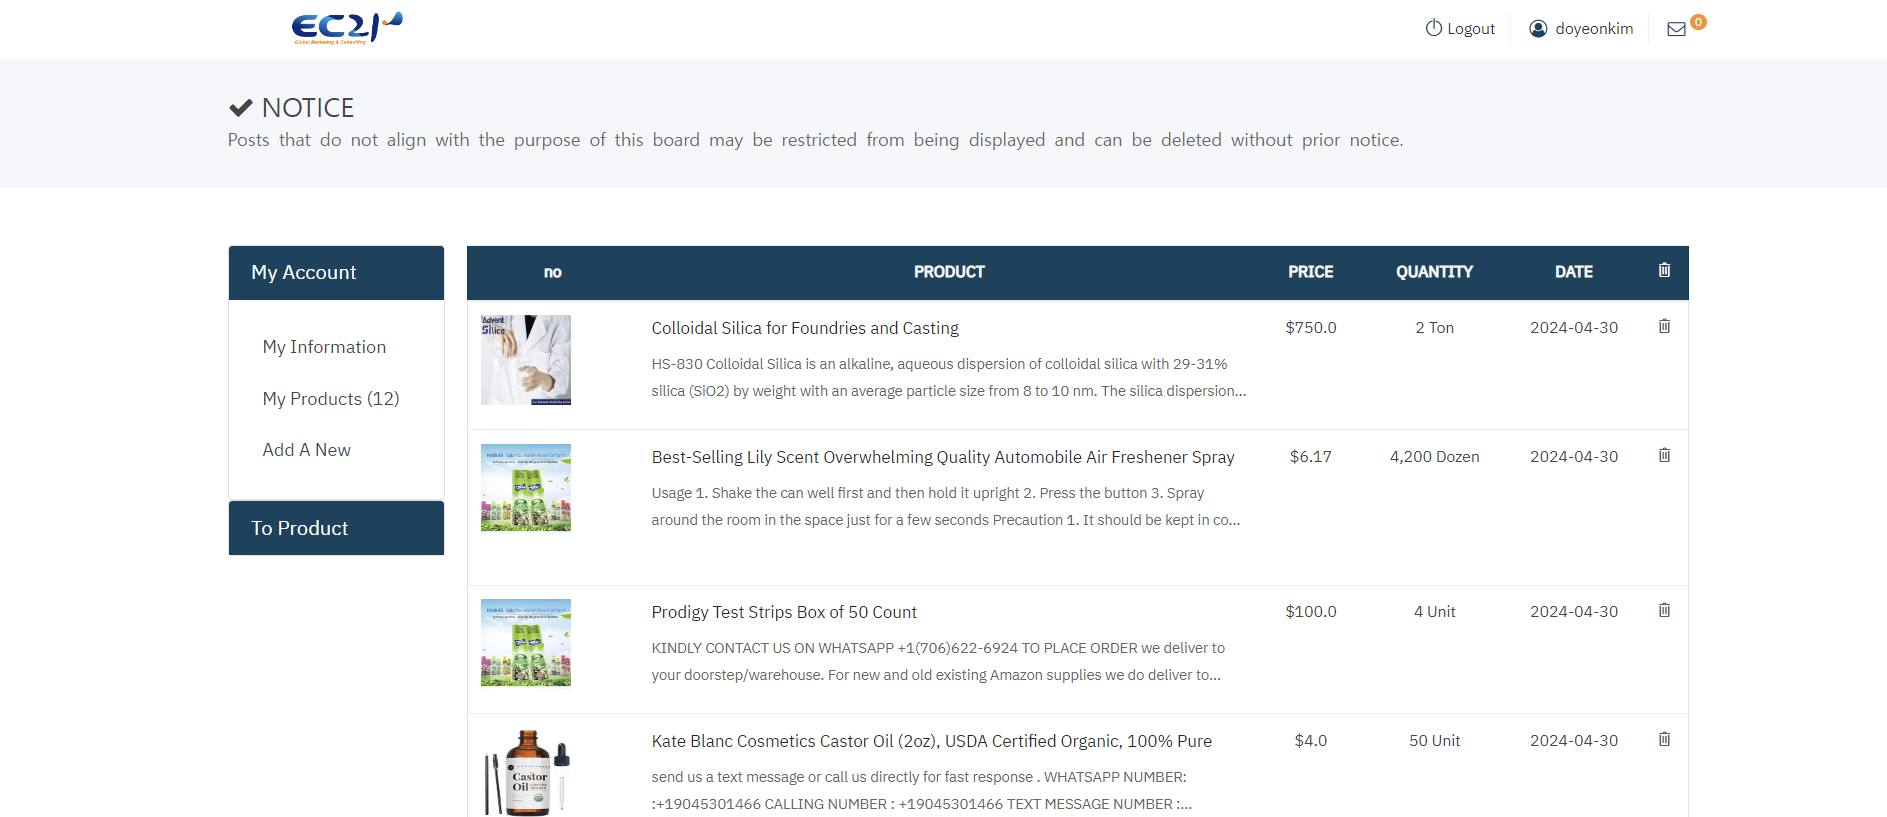 EC21
Global Marketing & Consulting
Logout
doyeonkim
0
NOTICE
Posts that do not align with the purpose of this board may be restricted from being displayed and can be deleted without prior notice.
My Account
My Information
My Products (12)
Add A New
To Product
no PRODUCT PRICE QUANTITY DATE
Advent
Silica
Colloidal Silica for Foundries and Casting $750.0 2 Ton 2024-04-30
HS-830 Colloidal Silica is an alkaline, aqueous dispersion of colloidal silica with 29-31%
silica (SiO2) by weight with an average particle size from 8 to 10 nm. The silica dispersion...
Best-Selling Lily Scent Overwhelming Quality Automobile Air Freshener Spray $6.17 4,200 Dozen 2024-04-30
Usage 1. Shake the can well first and then hold it upright 2. Press the button 3. Spray
around the room in the space just for a few seconds Precaution 1. It should be kept in co...
Prodigy Test Strips Box of 50 Count $100.0 4 Unit 2024-04-30
KINDLY CONTACT US ON WHATSAPP +1(706)622-6924 TO PLACE ORDER we deliver to
your doorstep/warehouse. For new and old existing Amazon supplies we do deliver to...
Kate Blanc Cosmetics Castor Oil (2oz), USDA Certified Organic, 100% Pure $4.0 50 Unit 2024-04-30
Castor
Oil
send us a text message or call us directly for fast response . WHATSAPP NUMBER:
:+19045301466 CALLING NUMBER : +19045301466 TEXT MESSAGE NUMBER :...